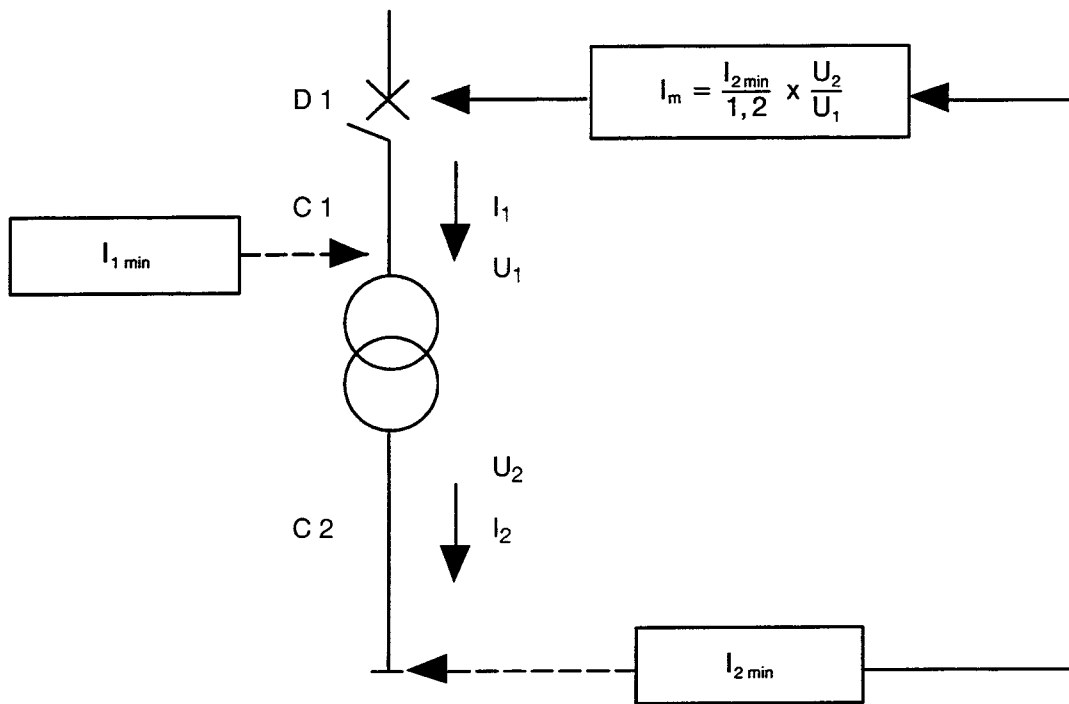 D 1
I_m = I_2 min / 1, 2 x U_2 / U_1
C 1
I_1
I_1 min
U_1
U_2
C 2
I_2
I_2 min